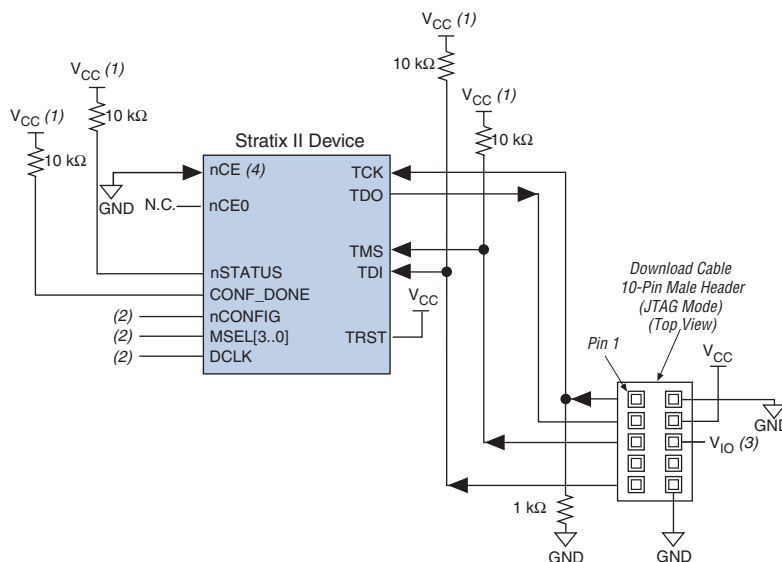 VCC (1)
10 kΩ
VCC (1)
10 kΩ
VCC (1)
10 kΩ
VCC (1)
10 kΩ
Stratix II Device
nCE (4)
GND
N.C.
nCE0
nSTATUS
CONF_DONE
(2) nCONFIG
(2) MSEL[3..0]
(2) DCLK
TCK
TDO
TMS
TDI
VCC
TRST
Download Cable
10-Pin Male Header
(JTAG Mode)
(Top View)
Pin 1
VCC
GND
VIO (3)
1 kΩ
GND
GND